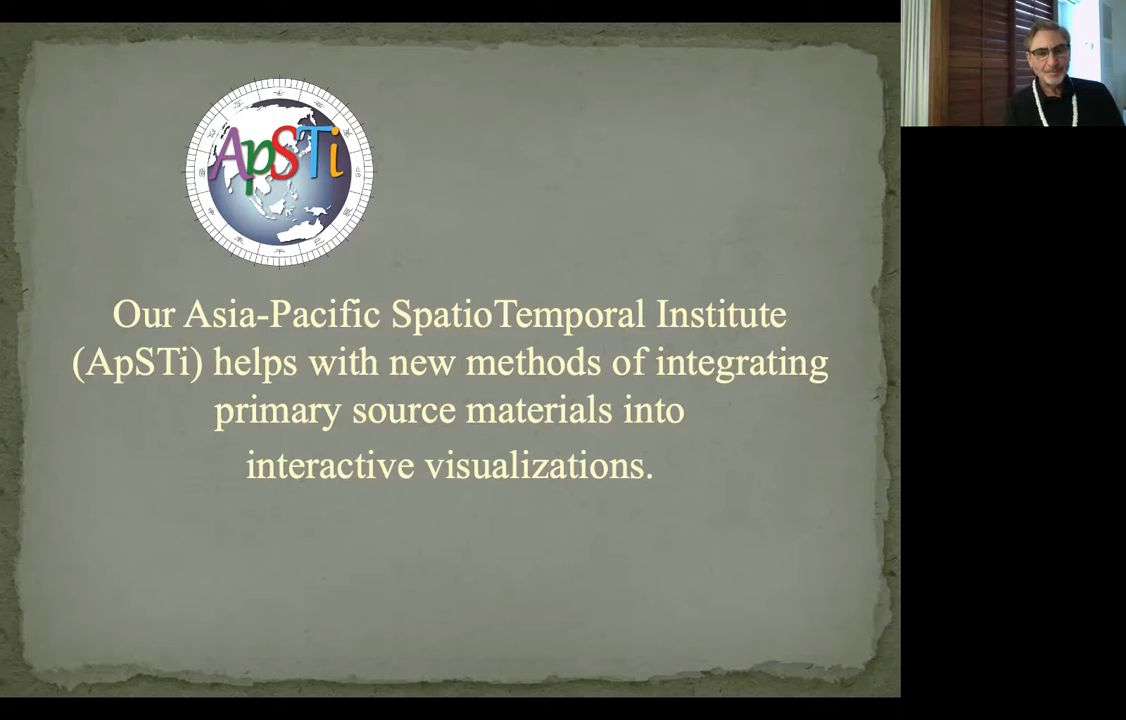 ApSTi
Our Asia-Pacific SpatioTemporal Institute
(ApSTi) helps with new methods of integrating
primary source materials into
interactive visualizations.